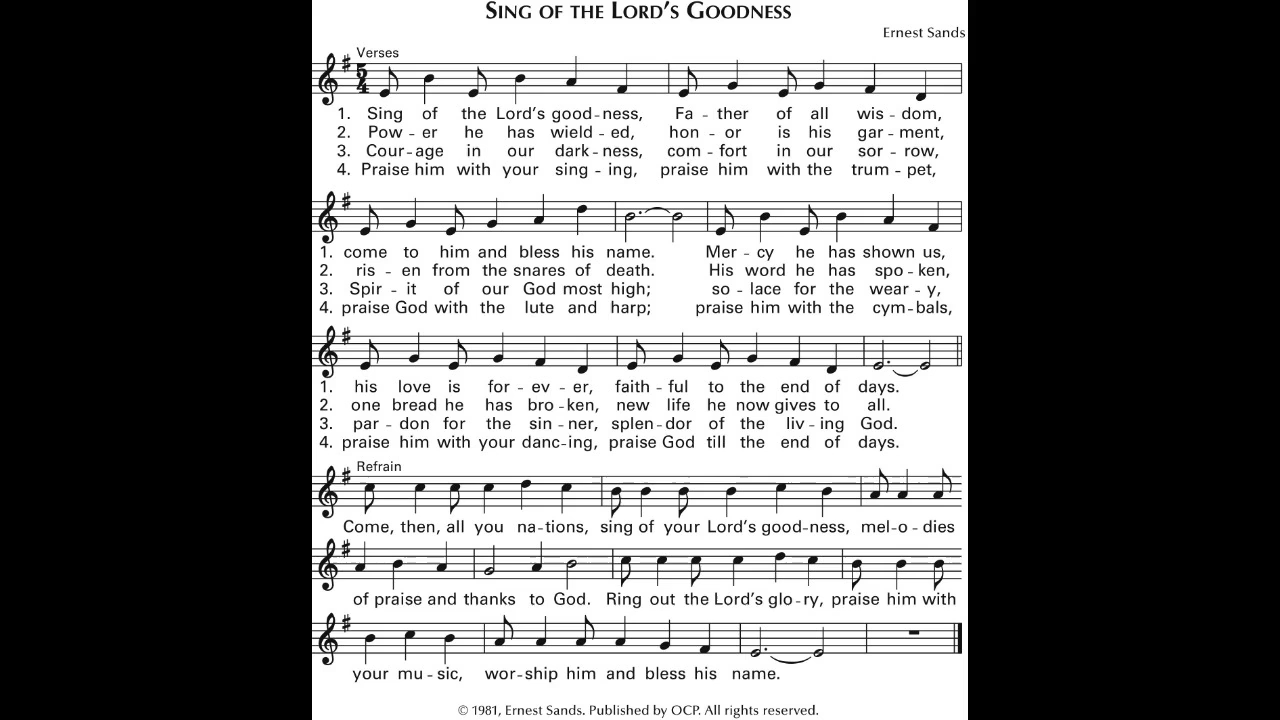 SING OF THE LORD'S GOODNESS
Ernest Sands
Verses
5
4
1. Sing of the Lord's good-ness, Fa - ther of all wis - dom,
2. Pow - er he has wield - ed, hon - or is his gar - ment,
3. Cour - age in our dark - ness, com - fort in our sor - row,
4. Praise him with your sing - ing, praise him with the trum - pet,
1. come to him and bless his name. Mer - cy he has shown us,
2. ris - en from the snares of death. His word he has spo - ken,
3. Spir - it of our God most high; so - lace for the wear - y,
4. praise God with the lute and harp; praise him with the cym - bals,
1. his love is for - ev - er, faith - ful to the end of days.
2. one bread he has bro - ken, new life he now gives to all.
3. par - don for the sin - ner, splen - dor of the liv - ing God.
4. praise him with your danc - ing, praise God till the end of days.
Refrain
Come, then, all you na - tions, sing of your Lord's good - ness, mel - o - dies
of praise and thanks to God. Ring out the Lord's glo - ry, praise him with
your mu - sic, wor - ship him and bless his name.
© 1981, Ernest Sands. Published by OCP. All rights reserved.